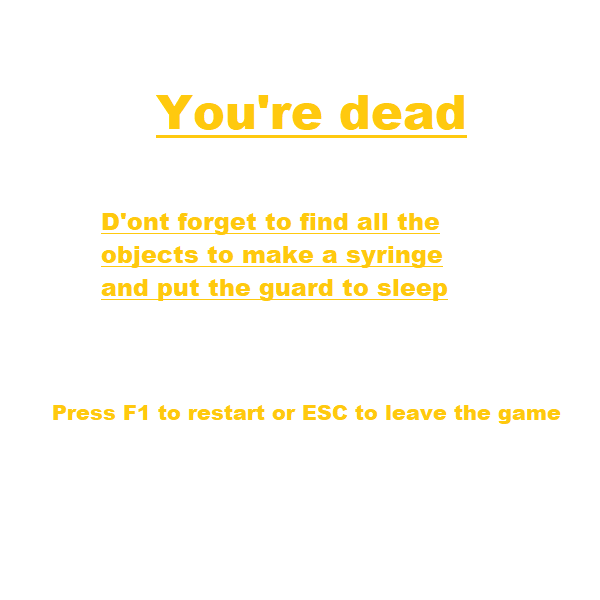 You're dead
D'ont forget to find all the
objects to make a syringe
and put the guard to sleep
Press F1 to restart or ESC to leave the game